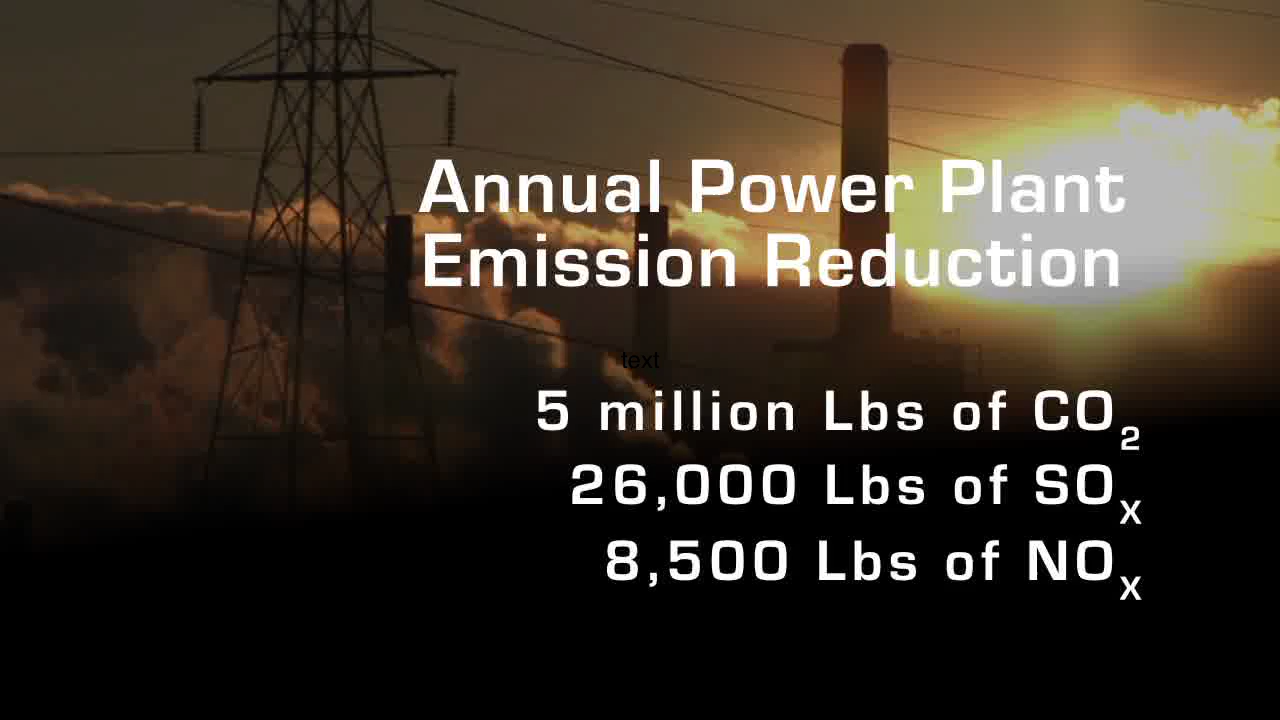 Annual Power Plant
Emission Reduction
text
5 million Lbs of CO₂
26,000 Lbs of SOₓ
8,500 Lbs of NOₓ